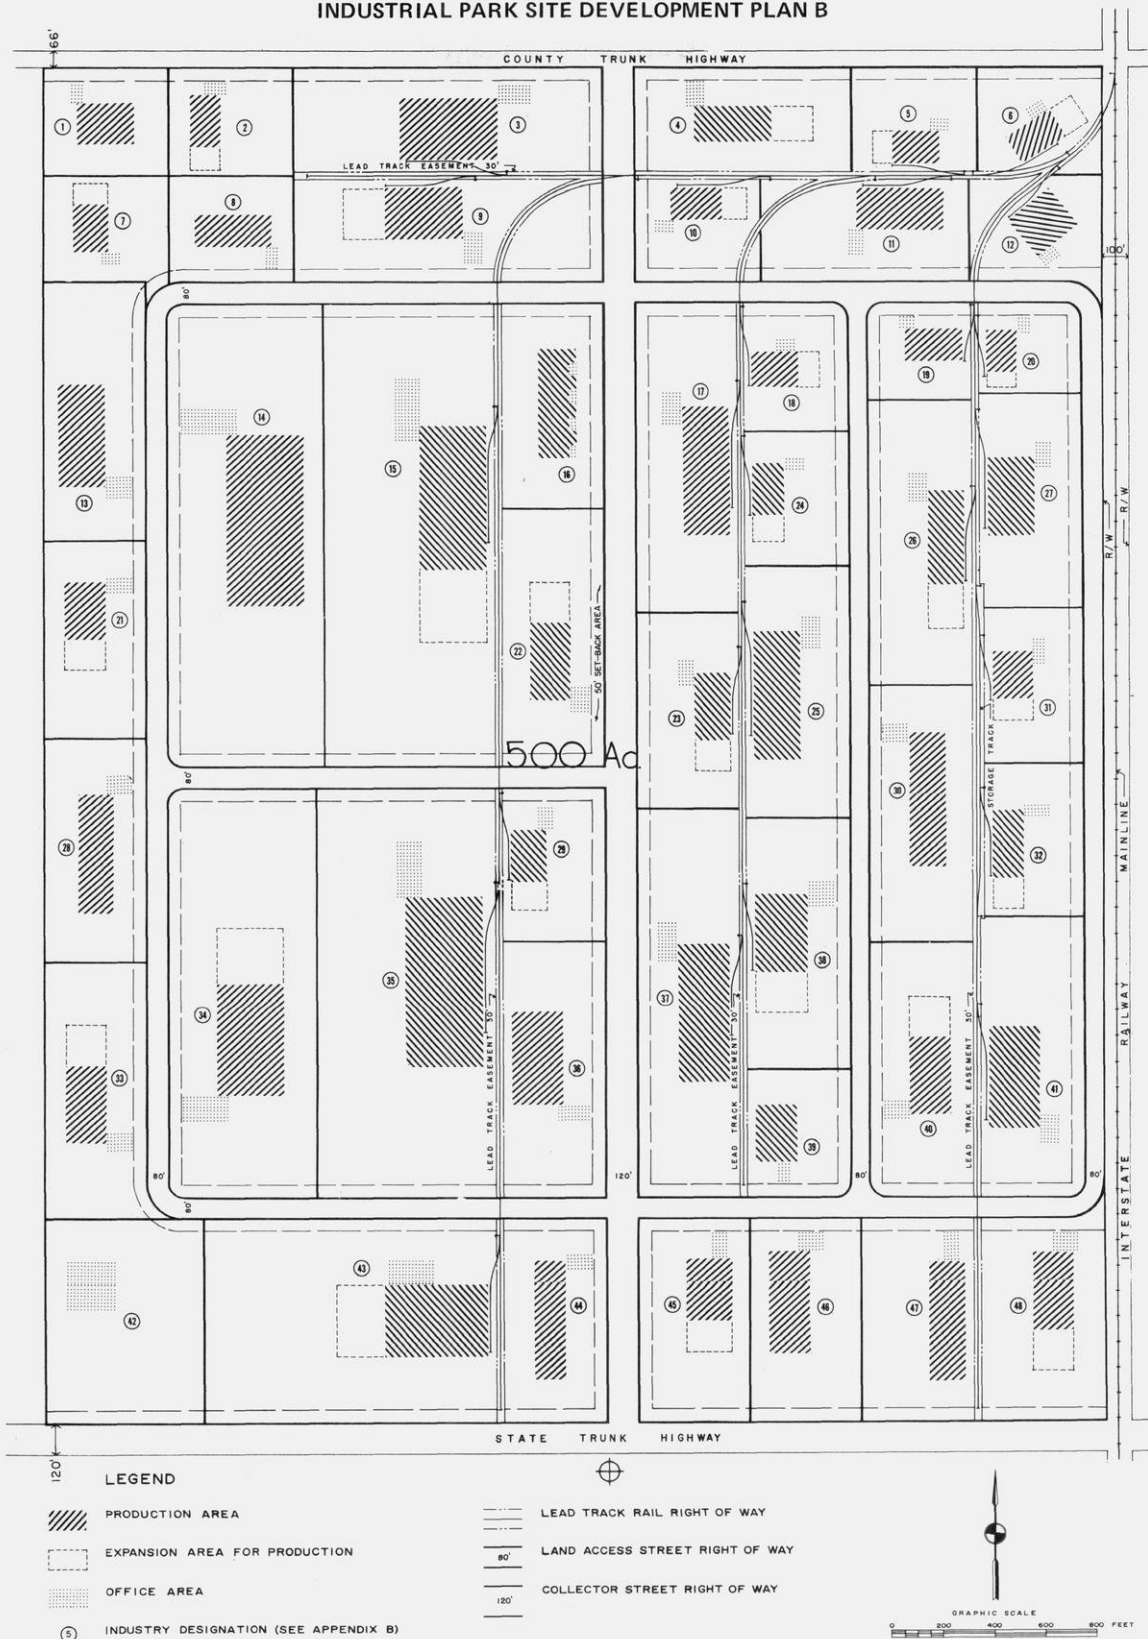 INDUSTRIAL PARK SITE DEVELOPMENT PLAN B
66'
COUNTY TRUNK HIGHWAY
1
2
3
4
5
6
LEAD TRACK EASEMENT 30'
7
8
9
10
11
12
100'
80'
13
14
15
16
17
18
19
20
21
22
50' SET-BACK AREA
23
24
25
26
27
R/W
R/W
28
80'
500 Ac
29
30
31
STORAGE TRACK
32
MAINLINE
33
34
35
36
37
38
39
40
41
LEAD TRACK EASEMENT 30'
LEAD TRACK EASEMENT 30'
LEAD TRACK EASEMENT 30'
INTERSTATE RAILWAY
80'
80'
120'
80'
80'
42
43
44
45
46
47
48
STATE TRUNK HIGHWAY
120'
LEGEND
PRODUCTION AREA
EXPANSION AREA FOR PRODUCTION
OFFICE AREA
5 INDUSTRY DESIGNATION (SEE APPENDIX B)
LEAD TRACK RAIL RIGHT OF WAY
80' LAND ACCESS STREET RIGHT OF WAY
120' COLLECTOR STREET RIGHT OF WAY
GRAPHIC SCALE
0 200 400 600 800 FEET